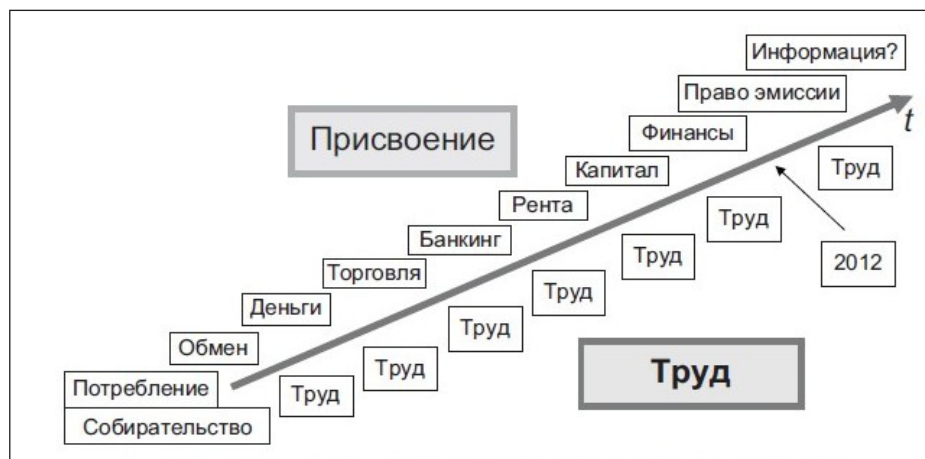 Информация?
Право эмиссии
t
Присвоение
Финансы
Труд
Капитал
Рента
Труд
Банкинг
Труд
2012
Торговля
Труд
Деньги
Труд
Обмен
Труд
Труд
Потребление
Труд
Собирательство